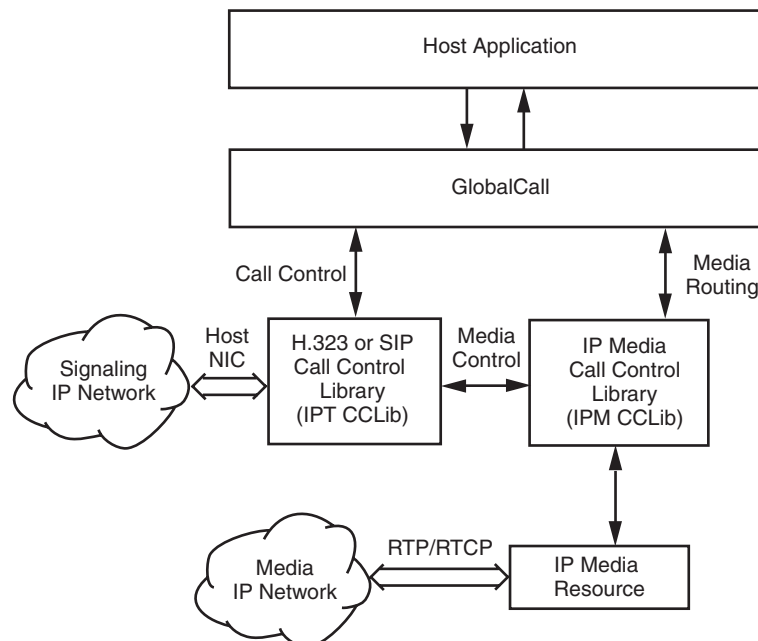 Host Application
GlobalCall
Call Control
Media
Routing
Signaling
IP Network
Host
NIC
H.323 or SIP
Call Control
Library
(IPT CCLib)
Media
Control
IP Media
Call Control
Library
(IPM CCLib)
Media
IP Network
RTP/RTCP
IP Media
Resource